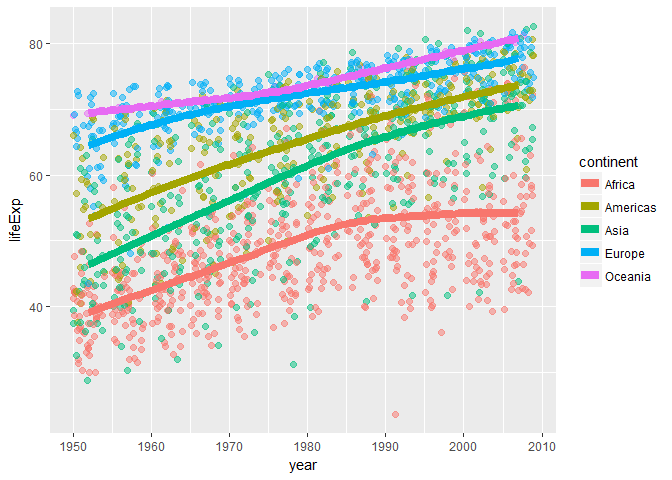 80
60
40
lifeExp
1950 1960 1970 1980 1990 2000 2010
year
continent
Africa
Americas
Asia
Europe
Oceania